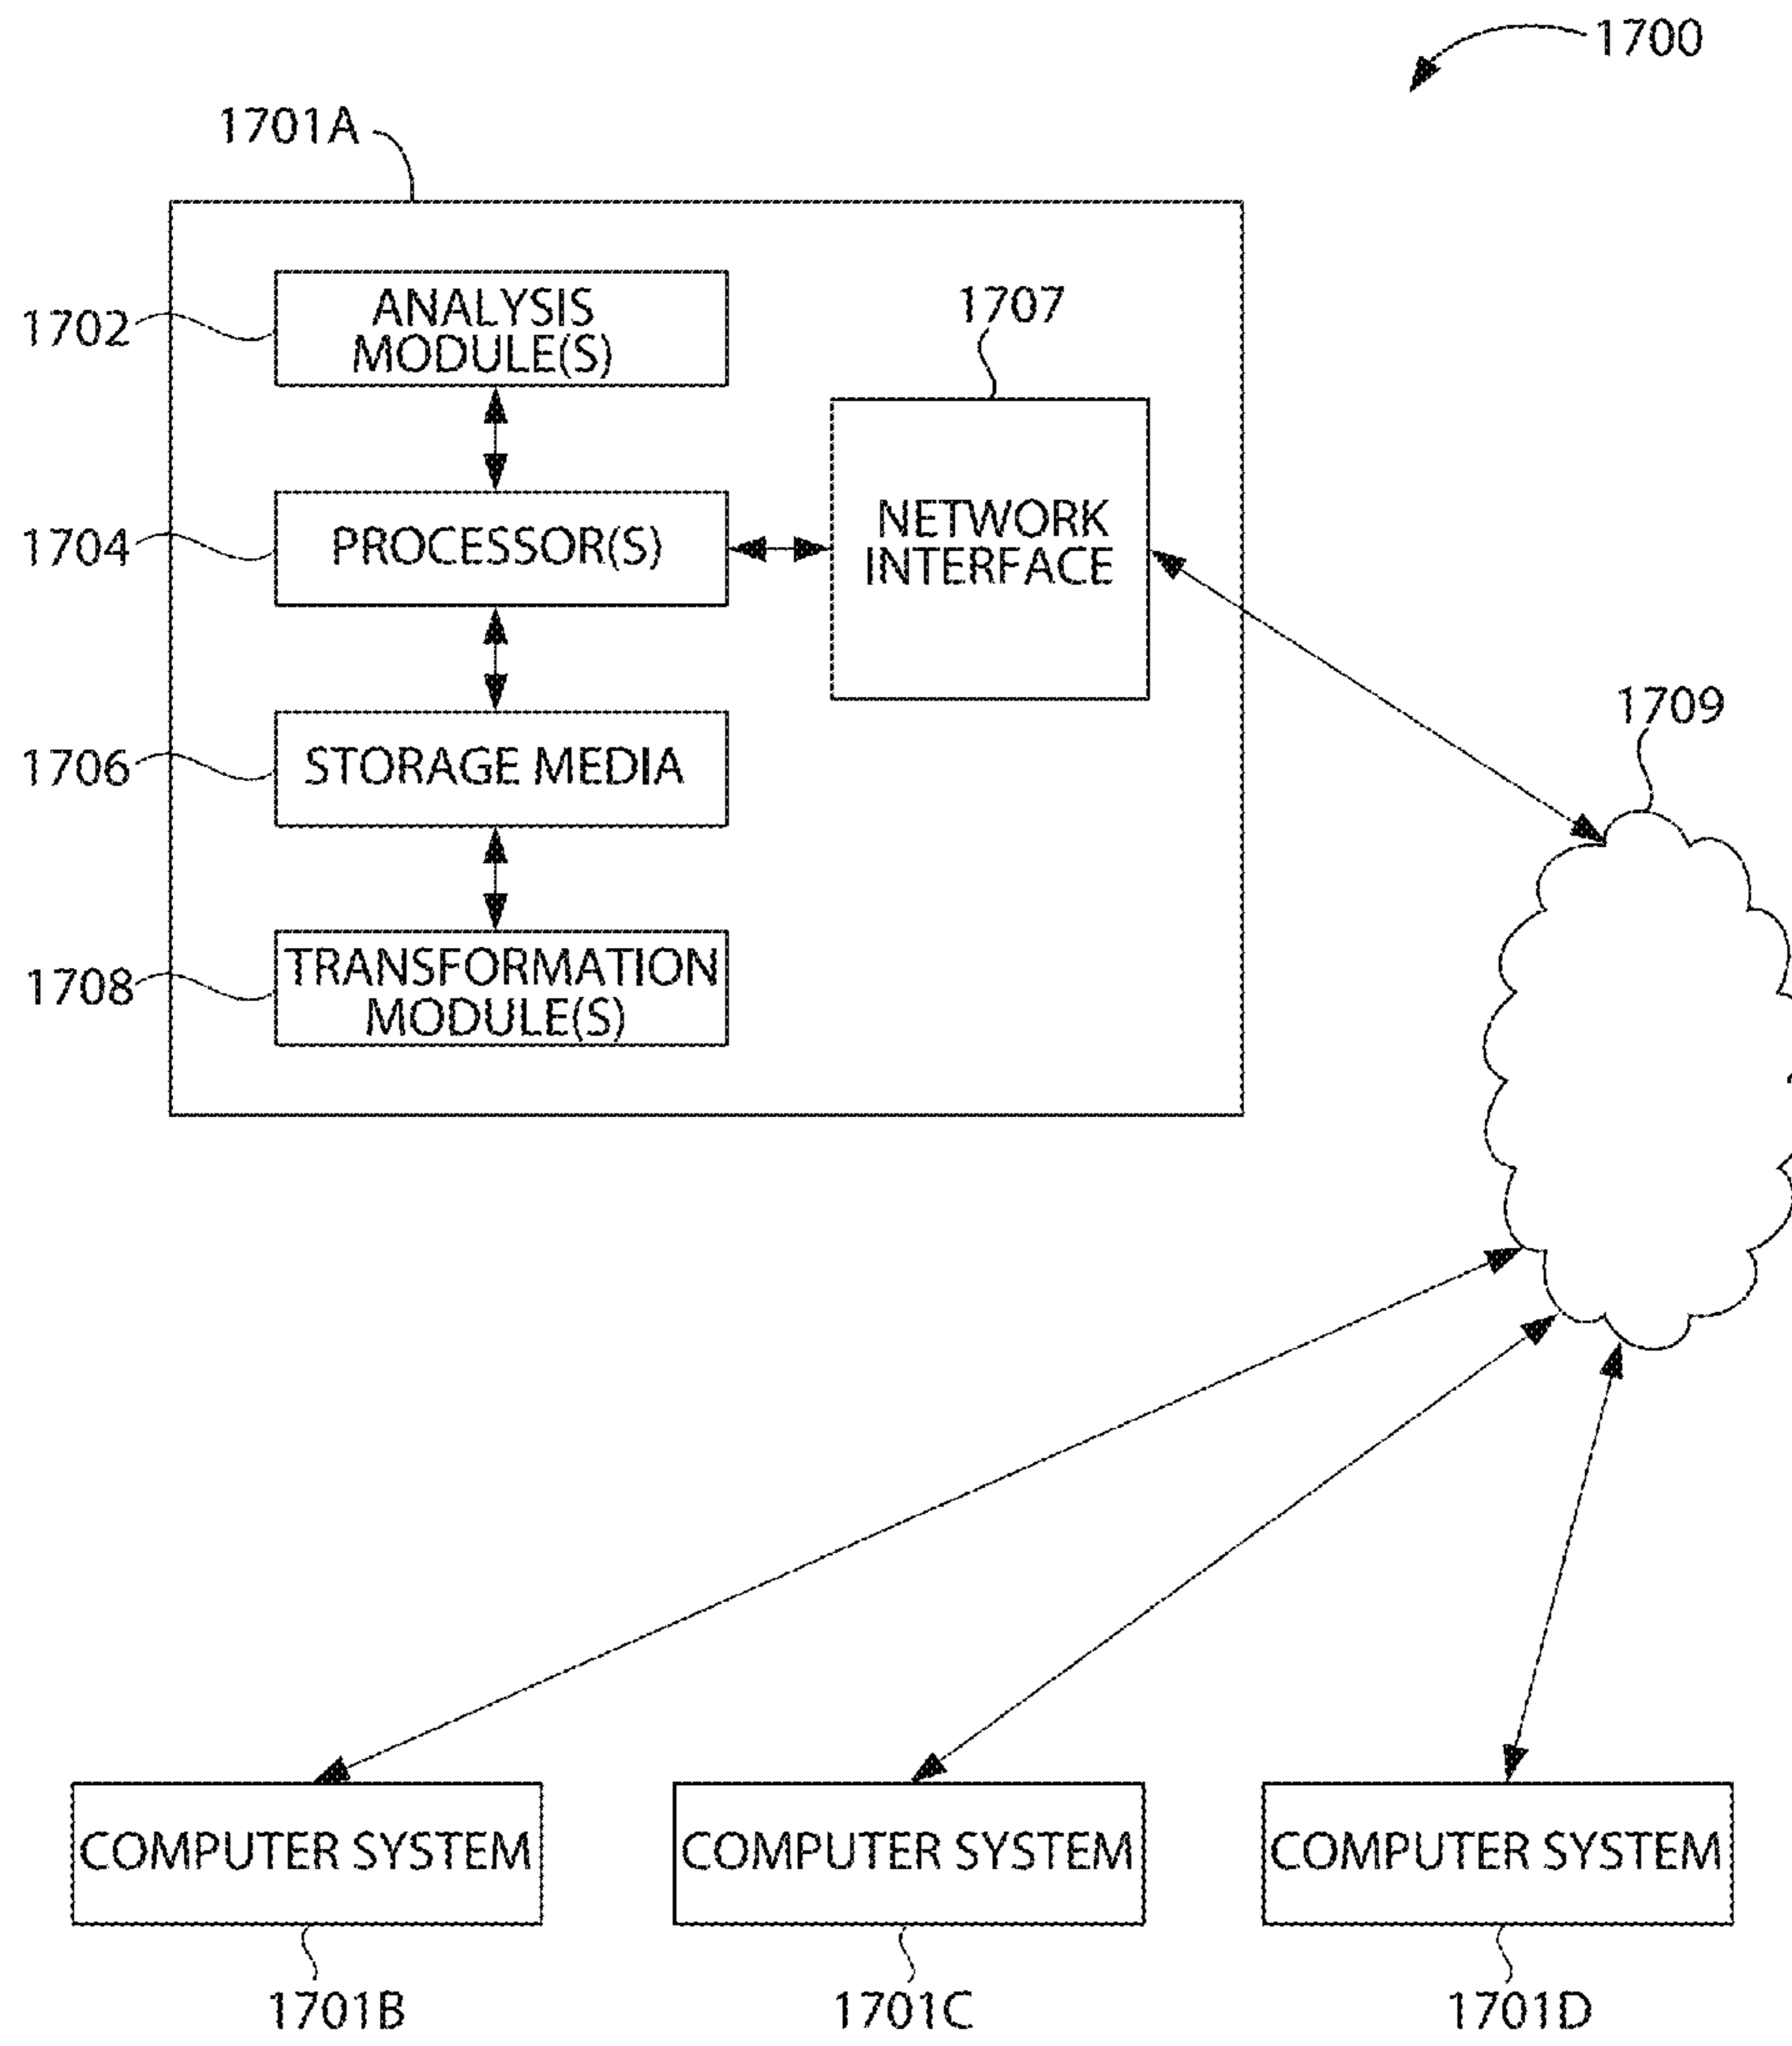 1700
1701A
1702
ANALYSIS
MODULE(S)
1707
1704
PROCESSOR(S)
NETWORK
INTERFACE
1706
STORAGE MEDIA
1709
1708
TRANSFORMATION
MODULE(S)
COMPUTER SYSTEM
COMPUTER SYSTEM
COMPUTER SYSTEM
1701B
1701C
1701D